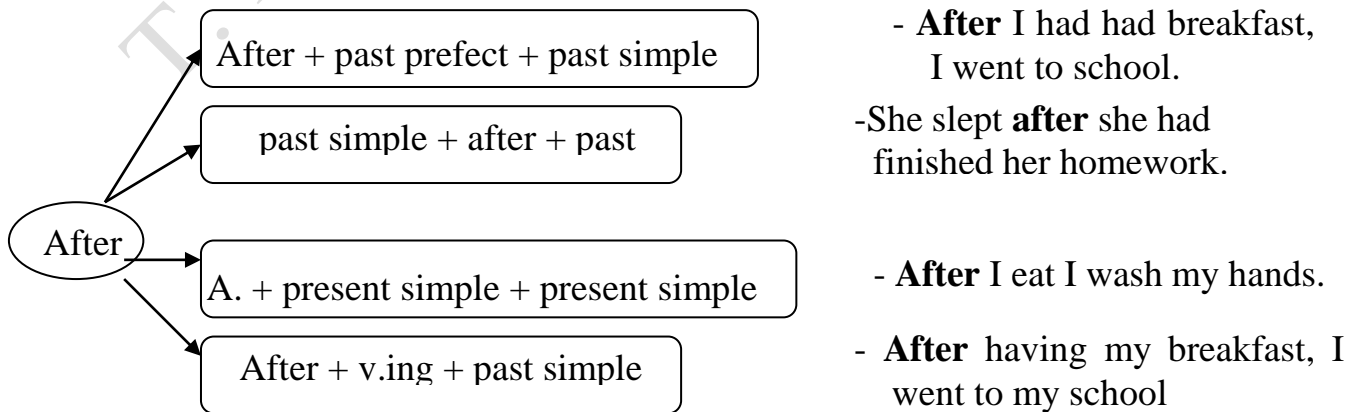 T.
After + past prefect + past simple
- After I had had breakfast,
I went to school.
past simple + after + past
-She slept after she had
finished her homework.
After
A. + present simple + present simple
- After I eat I wash my hands.
After + v.ing + past simple
- After having my breakfast, I
went to my school